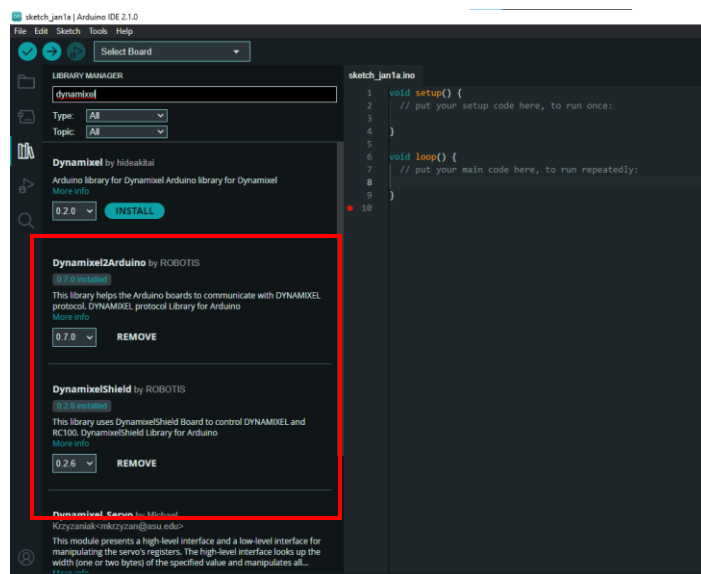 sketch_jan1a | Arduino IDE 2.1.0
File Edit Sketch Tools Help
Select Board
LIBRARY MANAGER
dynamixel
Type: All
Topic: All
Dynamixel by hideakitai
Arduino library for Dynamixel Arduino library for Dynamixel
More info
0.2.0 INSTALL
Dynamixel2Arduino by ROBOTIS
0.7.0 installed
This library helps the Arduino boards to communicate with DYNAMIXEL
protocol. DYNAMIXEL protocol Library for Arduino
More info
0.7.0 REMOVE
DynamixelShield by ROBOTIS
0.2.6 installed
This library uses DynamixelShield Board to control DYNAMIXEL and
RC100. DynamixelShield Library for Arduino
More info
0.2.6 REMOVE
Dynamixel_Servo by Michael
Krzyzaniak<mkrzyzan@asu.edu>
This module presents a high-level interface and a low-level interface for
manipulating the servo's registers. The high-level interface looks up the
width (one or two bytes) of the specified value and manipulates all...
More info
sketch_jan1a.ino
1 void setup() {
2 // put your setup code here, to run once:
3
4 }
5
6 void loop() {
7 // put your main code here, to run repeatedly:
8
9 }
10